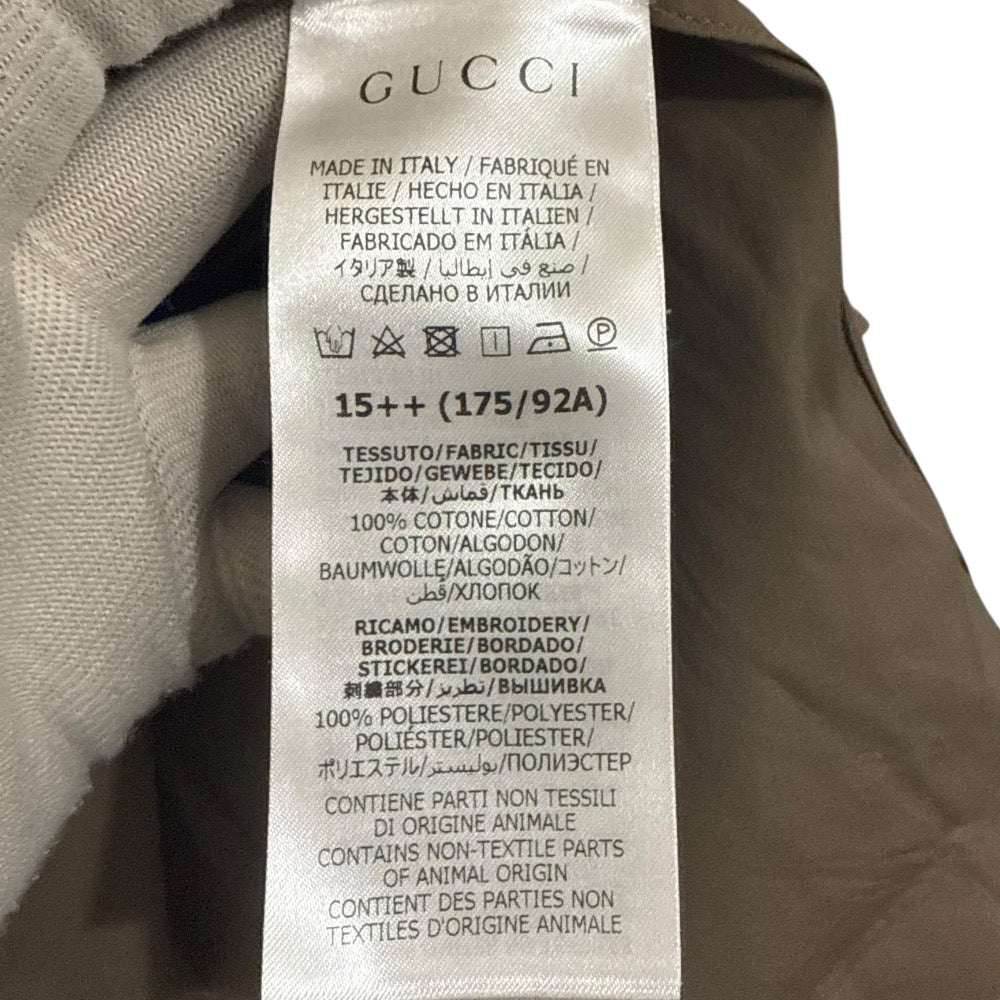 GUCCI
MADE IN ITALY / FABRIQUÉ EN
ITALIE / HECHO EN ITALIA /
HERGESTELLT IN ITALIEN /
FABRICADO EM ITÁLIA /
イタリア製 / صنع في إيطاليا /
СДЕЛАНО В ИТАЛИИ
15++ (175/92A)
TESSUTO/FABRIC/TISSU/
TEJIDO/GEWEBE/TECIDO/
本体/قماش/ТКАНЬ
100% COTONE/COTTON/
COTON/ALGODON/
BAUMWOLLE/ALGODÃO/コットン/
قطن/ХЛОПОК
RICAMO/EMBROIDERY/
BRODERIE/BORDADO/
STICKEREI/BORDADO/
刺繍部分/تطريز/ВЫШИВКА
100% POLIESTERE/POLYESTER/
POLIÉSTER/POLIESTER/
ポリエステル/بوليستر/ПОЛИЭСТЕР
CONTIENE PARTI NON TESSILI
DI ORIGINE ANIMALE
CONTAINS NON-TEXTILE PARTS
OF ANIMAL ORIGIN
CONTIENT DES PARTIES NON
TEXTILES D'ORIGINE ANIMALE